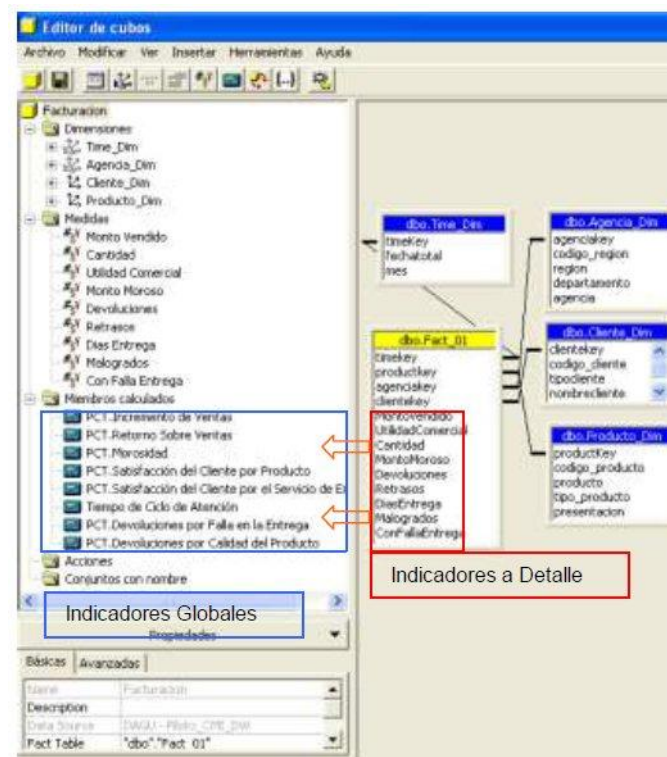 Editor de cubos
Archivo Modificar Ver Insertar Herramientas Ayuda
Facturacion
Dimensiones
Time_Dim
Agencia_Dim
Cliente_Dim
Producto_Dim
Medidas
Monto Vendido
Cantidad
Utilidad Comercial
Monto Moroso
Devoluciones
Retrasos
Dias Entrega
Malogrados
Con Falla Entrega
Miembros calculados
PCT.Incremento de Ventas
PCT.Retorno Sobre Ventas
PCT.Morosidad
PCT.Satisfacción del Cliente por Producto
PCT.Satisfacción del Cliente por el Servicio de
Tiempo de Ciclo de Atención
PCT.Devoluciones por Falla en la Entrega
PCT.Devoluciones por Calidad del Producto
Acciones
Conjuntos con nombre
Indicadores Globales
Propiedades
Básicas Avanzadas
Name Facturacion
Description
Data Source
Fact Table "dbo"."Fact_01"
dbo.Time_Dim
timeKey
fechatotal
mes
dbo.Fact_01
timekey
productkey
agenciakey
clientekey
MontoVendido
UtilidadComercial
Cantidad
MontoMoroso
Devoluciones
Retrasos
DiasEntrega
Malogrados
ConFallaEntrega
Indicadores a Detalle
dbo.Agencia_Dim
agenciakey
codigo_region
region
departamento
agencia
dbo.Cliente_Dim
clientekey
codigo_cliente
tipocliente
nombrecliente
dbo.Producto_Dim
productKey
codigo_producto
producto
tipo_producto
presentacion